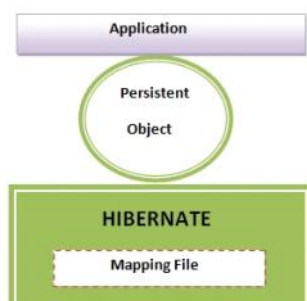 Application
Persistent
Object
HIBERNATE
Mapping File